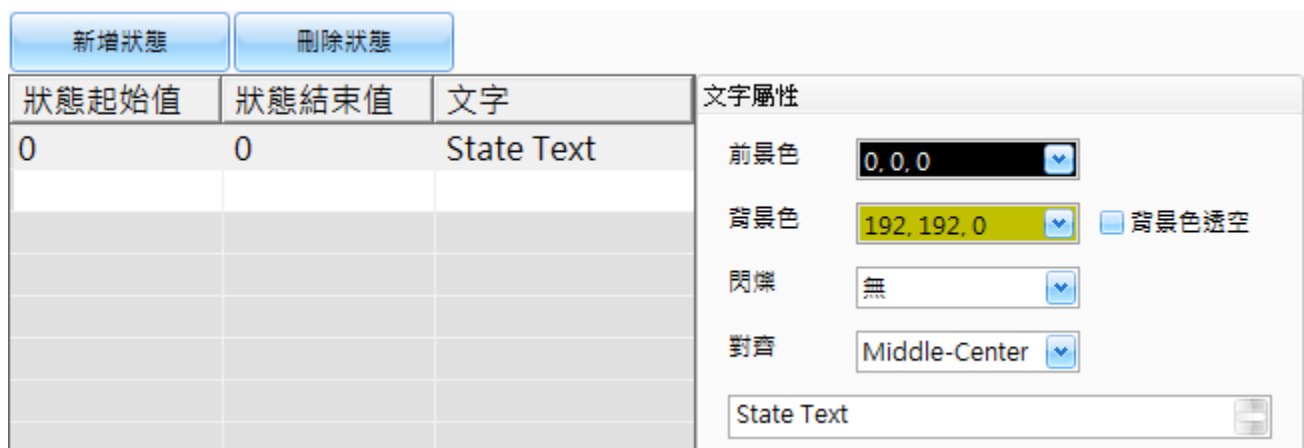 新增狀態 刪除狀態
狀態起始值 狀態結束值 文字
0 0 State Text
文字屬性
前景色 0, 0, 0
背景色 192, 192, 0 背景色透空
閃爍 無
對齊 Middle-Center
State Text